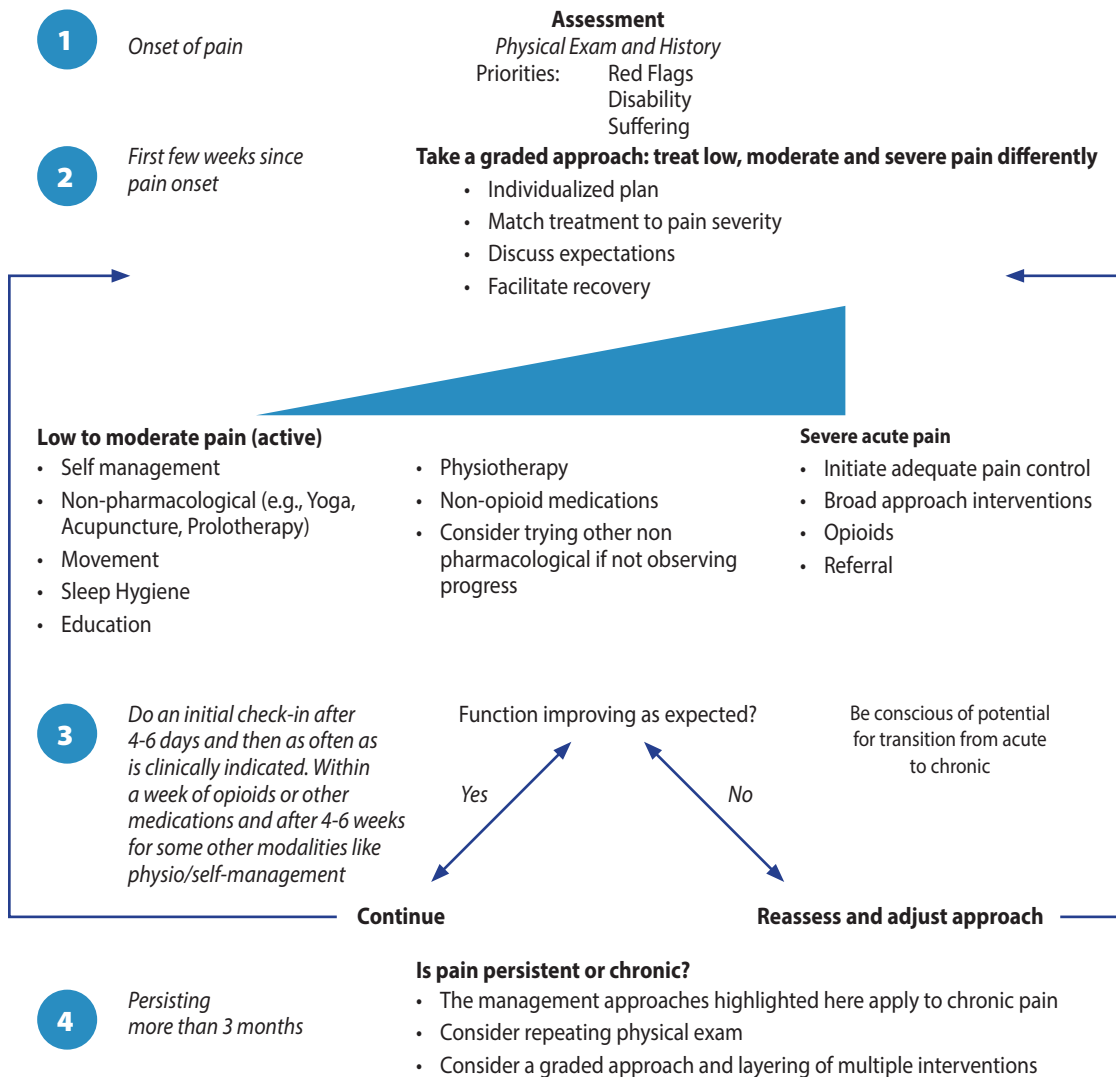 1
Onset of pain
Assessment
Physical Exam and History
Priorities: Red Flags
Disability
Suffering
2
First few weeks since
pain onset
Take a graded approach: treat low, moderate and severe pain differently
• Individualized plan
• Match treatment to pain severity
• Discuss expectations
• Facilitate recovery
Low to moderate pain (active)
• Self management
• Non-pharmacological (e.g., Yoga,
Acupuncture, Prolotherapy)
• Movement
• Sleep Hygiene
• Education
• Physiotherapy
• Non-opioid medications
• Consider trying other non
pharmacological if not observing
progress
Severe acute pain
• Initiate adequate pain control
• Broad approach interventions
• Opioids
• Referral
3
Do an initial check-in after
4-6 days and then as often as
is clinically indicated. Within
a week of opioids or other
medications and after 4-6 weeks
for some other modalities like
physio/self-management
Function improving as expected?
Be conscious of potential
for transition from acute
to chronic
Yes
No
Continue
Reassess and adjust approach
4
Persisting
more than 3 months
Is pain persistent or chronic?
• The management approaches highlighted here apply to chronic pain
• Consider repeating physical exam
• Consider a graded approach and layering of multiple interventions